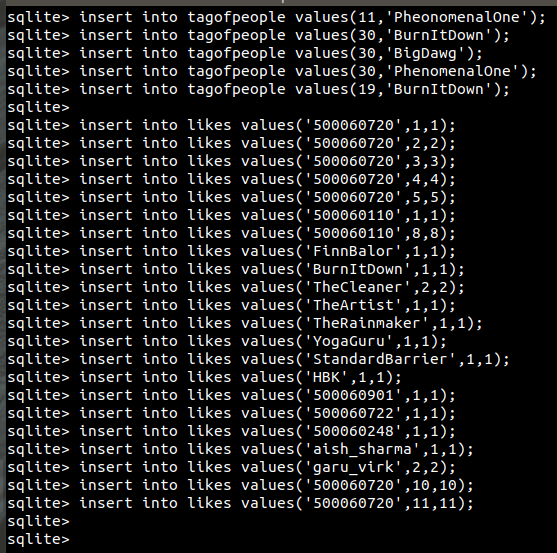 sqlite> insert into tagofpeople values(11,'PheonomenalOne');
sqlite> insert into tagofpeople values(30,'BurnItDown');
sqlite> insert into tagofpeople values(30,'BigDawg');
sqlite> insert into tagofpeople values(30,'PhenomenalOne');
sqlite> insert into tagofpeople values(19,'BurnItDown');
sqlite>
sqlite> insert into likes values('500060720',1,1);
sqlite> insert into likes values('500060720',2,2);
sqlite> insert into likes values('500060720',3,3);
sqlite> insert into likes values('500060720',4,4);
sqlite> insert into likes values('500060720',5,5);
sqlite> insert into likes values('500060110',1,1);
sqlite> insert into likes values('500060110',8,8);
sqlite> insert into likes values('FinnBalor',1,1);
sqlite> insert into likes values('BurnItDown',1,1);
sqlite> insert into likes values('TheCleaner',2,2);
sqlite> insert into likes values('TheArtist',1,1);
sqlite> insert into likes values('TheRainmaker',1,1);
sqlite> insert into likes values('YogaGuru',1,1);
sqlite> insert into likes values('StandardBarrier',1,1);
sqlite> insert into likes values('HBK',1,1);
sqlite> insert into likes values('500060901',1,1);
sqlite> insert into likes values('500060722',1,1);
sqlite> insert into likes values('500060248',1,1);
sqlite> insert into likes values('aish_sharma',1,1);
sqlite> insert into likes values('garu_virk',2,2);
sqlite> insert into likes values('500060720',10,10);
sqlite> insert into likes values('500060720',11,11);
sqlite>
sqlite>